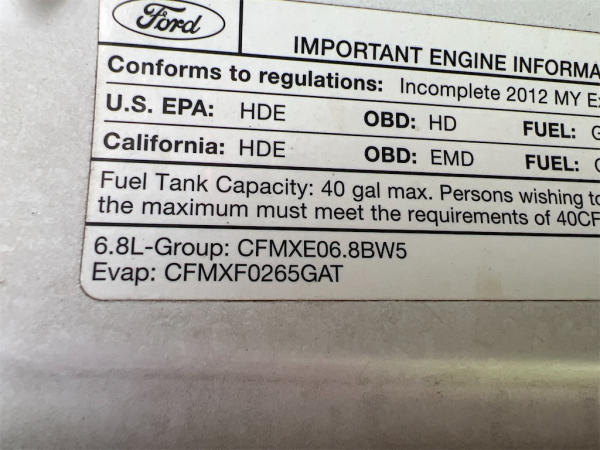 Ford
IMPORTANT ENGINE
Conforms to regulations: Incomplete 2012 MY
U.S. EPA: HDE OBD: HD FUEL:
California: HDE OBD: EMD FUEL:
Fuel Tank Capacity: 40 gal max. Persons wishing to
the maximum must meet the requirements of 40CF
6.8L-Group: CFMXE06.8BW5
Evap: CFMXF0265GAT